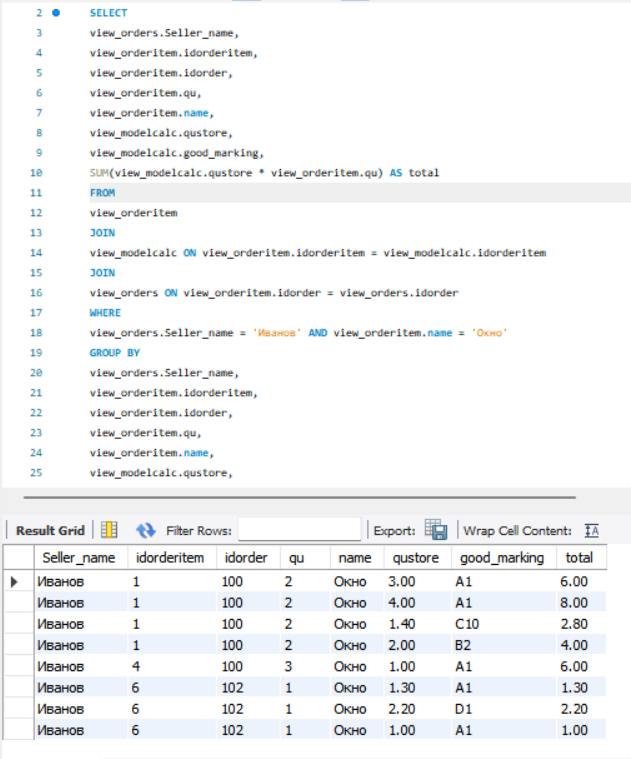 2 SELECT
3 view_orders.Seller_name,
4 view_orderitem.idorderitem,
5 view_orderitem.idorder,
6 view_orderitem.qu,
7 view_orderitem.name,
8 view_modelcalc.qustore,
9 view_modelcalc.good_marking,
10 SUM(view_modelcalc.qustore * view_orderitem.qu) AS total
11 FROM
12 view_orderitem
13 JOIN
14 view_modelcalc ON view_orderitem.idorderitem = view_modelcalc.idorderitem
15 JOIN
16 view_orders ON view_orderitem.idorder = view_orders.idorder
17 WHERE
18 view_orders.Seller_name = 'Иванов' AND view_orderitem.name = 'Окно'
19 GROUP BY
20 view_orders.Seller_name,
21 view_orderitem.idorderitem,
22 view_orderitem.idorder,
23 view_orderitem.qu,
24 view_orderitem.name,
25 view_modelcalc.qustore,
Result Grid Filter Rows: Export: Wrap Cell Content:
Seller_name idorderitem idorder qu name qustore good_marking total
Иванов 1 100 2 Окно 3.00 A1 6.00
Иванов 1 100 2 Окно 4.00 A1 8.00
Иванов 1 100 2 Окно 1.40 C10 2.80
Иванов 1 100 2 Окно 2.00 B2 4.00
Иванов 4 100 3 Окно 1.00 A1 6.00
Иванов 6 102 1 Окно 1.30 A1 1.30
Иванов 6 102 1 Окно 2.20 D1 2.20
Иванов 6 102 1 Окно 1.00 A1 1.00